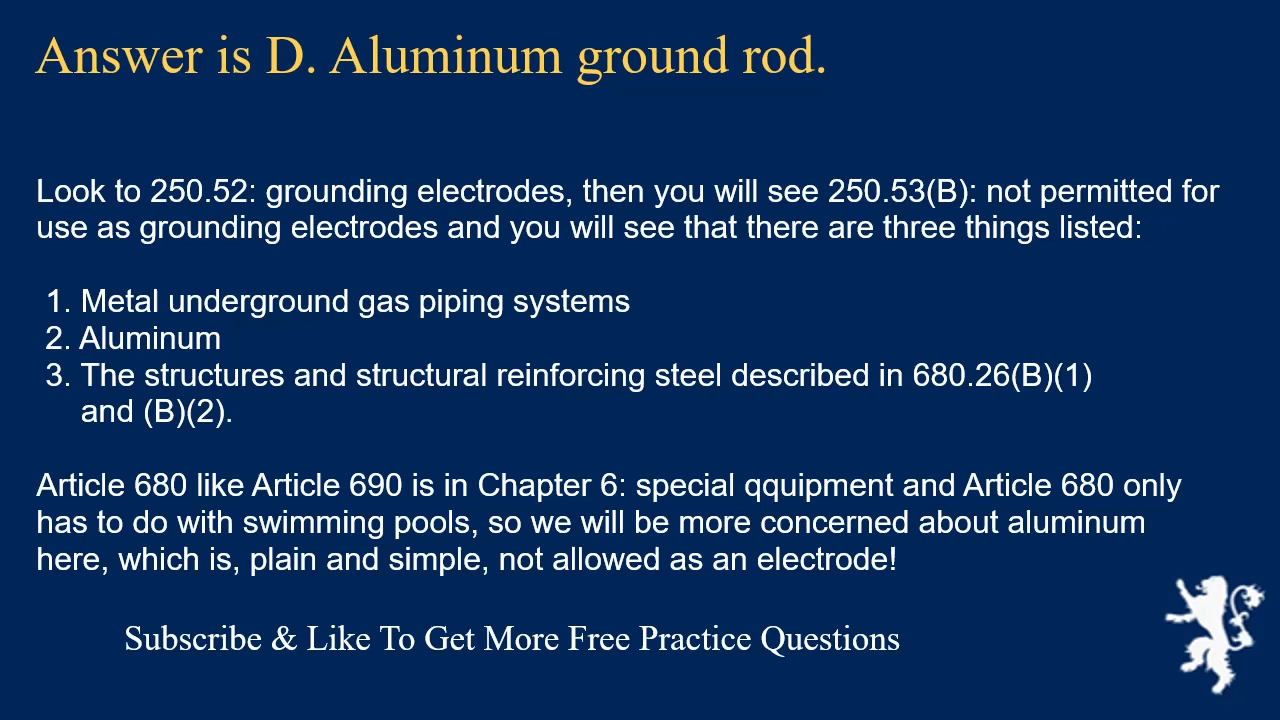 Answer is D. Aluminum ground rod.
Look to 250.52: grounding electrodes, then you will see 250.53(B): not permitted for
use as grounding electrodes and you will see that there are three things listed:
1. Metal underground gas piping systems
2. Aluminum
3. The structures and structural reinforcing steel described in 680.26(B)(1)
and (B)(2).
Article 680 like Article 690 is in Chapter 6: special qquipment and Article 680 only
has to do with swimming pools, so we will be more concerned about aluminum
here, which is, plain and simple, not allowed as an electrode!
Subscribe & Like To Get More Free Practice Questions